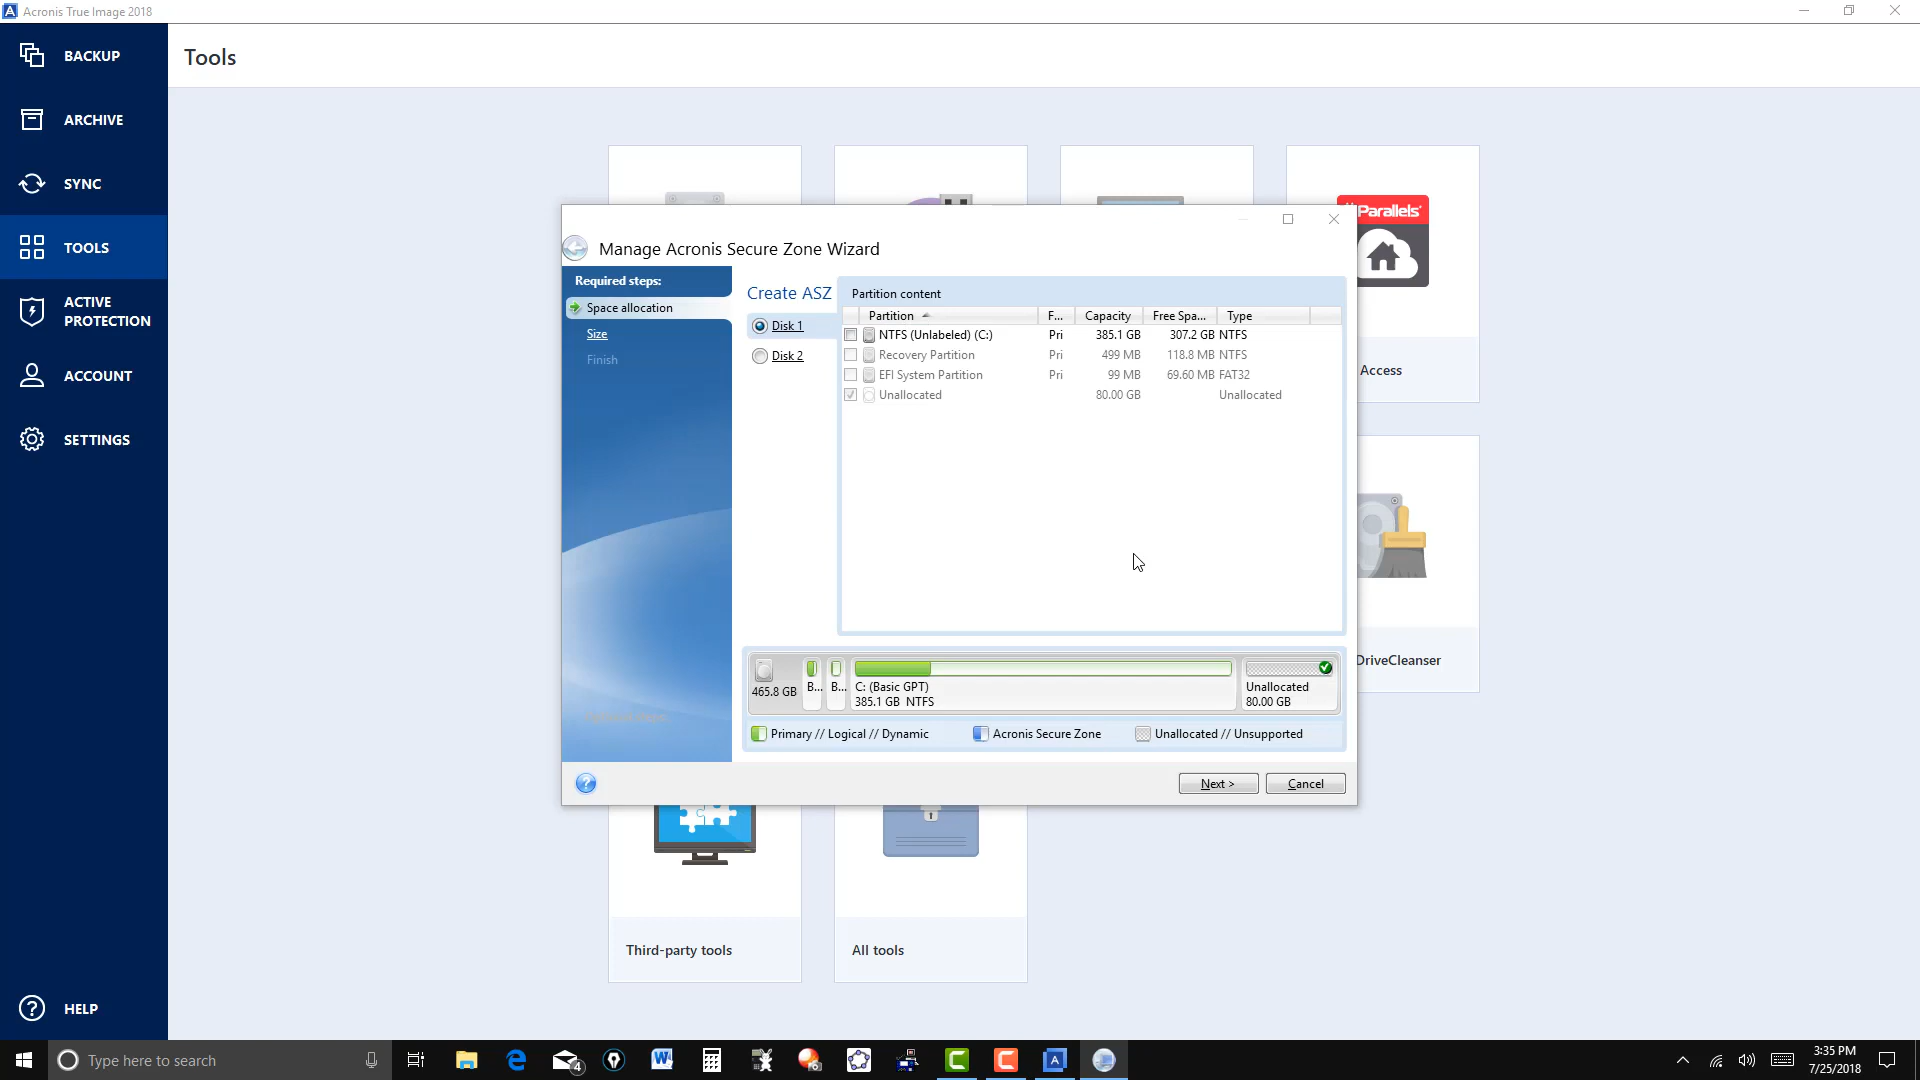 Acronis True Image 2018
BACKUP
ARCHIVE
SYNC
TOOLS
ACTIVE
PROTECTION
ACCOUNT
SETTINGS
HELP
Tools
Parallels
Access
DriveCleanser
Third-party tools
All tools
Manage Acronis Secure Zone Wizard
Required steps:
Space allocation
Size
Finish
Create ASZ
Disk 1
Disk 2
Partition content
Partition F... Capacity Free Spa... Type
NTFS (Unlabeled) (C:) Pri 385.1 GB 307.2 GB NTFS
Recovery Partition Pri 499 MB 118.8 MB NTFS
EFI System Partition Pri 99 MB 69.60 MB FAT32
Unallocated 80.00 GB Unallocated
465.8 GB
B...
B...
C: (Basic GPT)
385.1 GB NTFS
Unallocated
80.00 GB
Primary // Logical // Dynamic
Acronis Secure Zone
Unallocated // Unsupported
?
Next >
Cancel
Type here to search
4
3:35 PM
7/25/2018